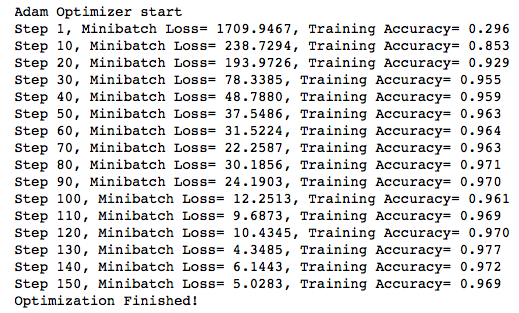 Adam Optimizer start
Step 1, Minibatch Loss= 1709.9467, Training Accuracy= 0.296
Step 10, Minibatch Loss= 238.7294, Training Accuracy= 0.853
Step 20, Minibatch Loss= 193.9726, Training Accuracy= 0.929
Step 30, Minibatch Loss= 78.3385, Training Accuracy= 0.955
Step 40, Minibatch Loss= 48.7880, Training Accuracy= 0.959
Step 50, Minibatch Loss= 37.5486, Training Accuracy= 0.963
Step 60, Minibatch Loss= 31.5224, Training Accuracy= 0.964
Step 70, Minibatch Loss= 22.2587, Training Accuracy= 0.963
Step 80, Minibatch Loss= 30.1856, Training Accuracy= 0.971
Step 90, Minibatch Loss= 24.1903, Training Accuracy= 0.970
Step 100, Minibatch Loss= 12.2513, Training Accuracy= 0.961
Step 110, Minibatch Loss= 9.6873, Training Accuracy= 0.969
Step 120, Minibatch Loss= 10.4345, Training Accuracy= 0.970
Step 130, Minibatch Loss= 4.3485, Training Accuracy= 0.977
Step 140, Minibatch Loss= 6.1443, Training Accuracy= 0.972
Step 150, Minibatch Loss= 5.0283, Training Accuracy= 0.969
Optimization Finished!